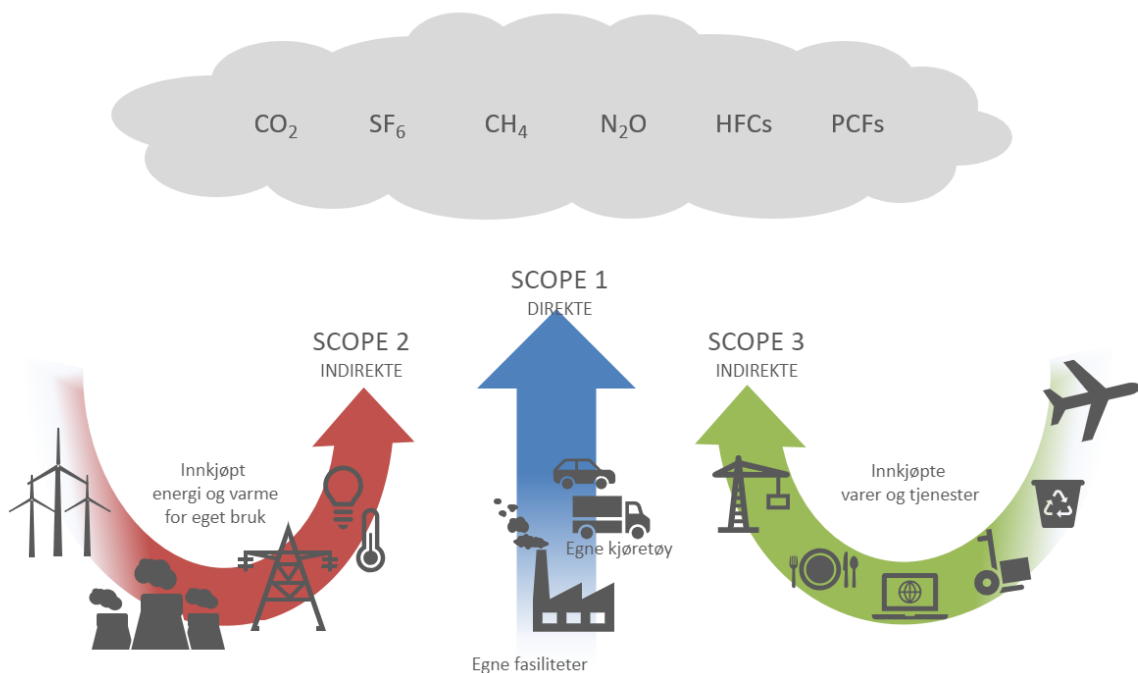 CO₂ SF₆ CH₄ N₂O HFCs PCFs
SCOPE 1
DIREKTE
SCOPE 2
INDIREKTE
SCOPE 3
INDIREKTE
Innkjøpt
energi og varme
for eget bruk
Egne kjøretøy
Egne fasiliteter
Innkjøpte
varer og tjenester